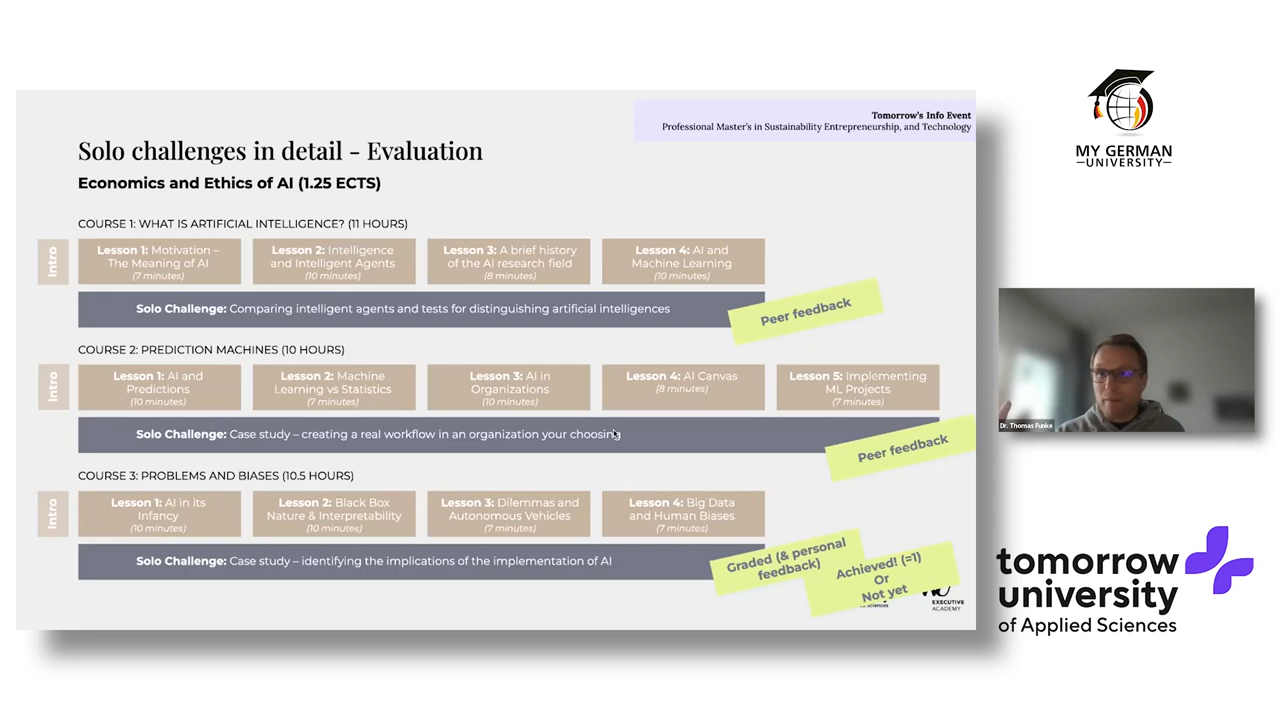 Tomorrow's Info Event
Professional Master's in Sustainability Entrepreneurship, and Technology
Solo challenges in detail - Evaluation
Economics and Ethics of AI (1.25 ECTS)
COURSE 1: WHAT IS ARTIFICIAL INTELLIGENCE? (11 HOURS)
Intro
Lesson 1: Motivation –
The Meaning of AI
(7 minutes)
Lesson 2: Intelligence
and Intelligent Agents
(10 minutes)
Lesson 3: A brief history
of the AI research field
(8 minutes)
Lesson 4: AI and
Machine Learning
(10 minutes)
Solo Challenge: Comparing intelligent agents and tests for distinguishing artificial intelligences
Peer feedback
COURSE 2: PREDICTION MACHINES (10 HOURS)
Intro
Lesson 1: AI and
Predictions
(10 minutes)
Lesson 2: Machine
Learning vs Statistics
(7 minutes)
Lesson 3: AI in
Organizations
(10 minutes)
Lesson 4: AI Canvas
(8 minutes)
Lesson 5: Implementing
ML Projects
(7 minutes)
Solo Challenge: Case study – creating a real workflow in an organization your choosing
Peer feedback
COURSE 3: PROBLEMS AND BIASES (10.5 HOURS)
Intro
Lesson 1: AI in its
Infancy
(10 minutes)
Lesson 2: Black Box
Nature & Interpretability
(10 minutes)
Lesson 3: Dilemmas and
Autonomous Vehicles
(7 minutes)
Lesson 4: Big Data
and Human Biases
(7 minutes)
Solo Challenge: Case study – identifying the implications of the implementation of AI
Graded (& personal
feedback)
Achieved! (=1)
Or
Not yet
EXECUTIVE
ACADEMY
MY GERMAN
UNIVERSITY
Dr. Thomas Funke
tomorrow
university
of Applied Sciences